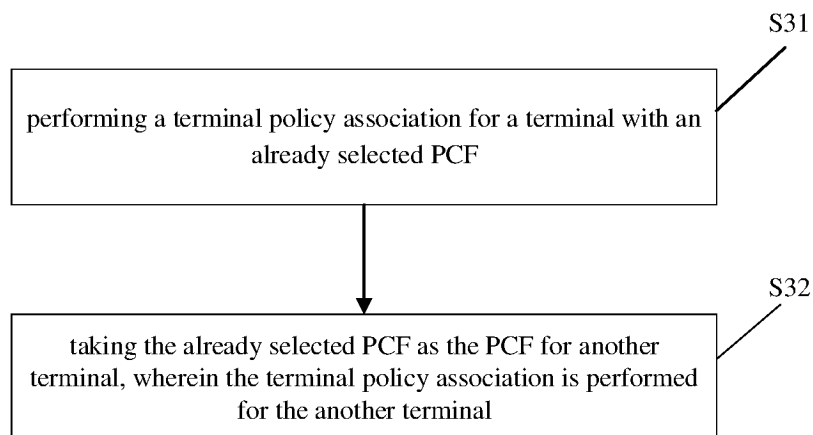 S31
performing a terminal policy association for a terminal with an
already selected PCF
S32
taking the already selected PCF as the PCF for another
terminal, wherein the terminal policy association is performed
for the another terminal